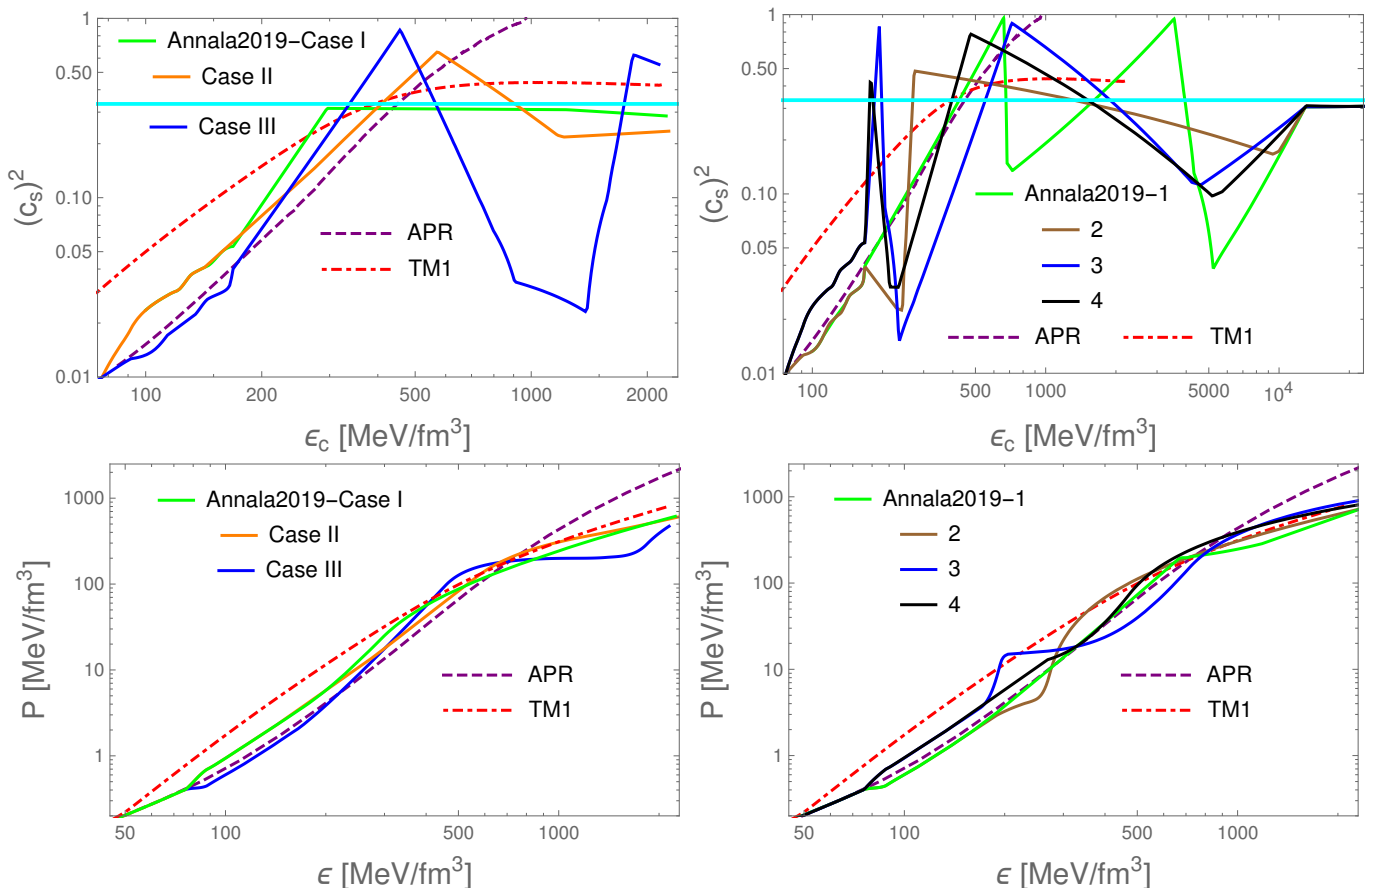 (c_s)^2
1
0.50
0.10
0.05
0.01
Annala2019-Case I
Case II
Case III
APR
TM1
100
200
500
1000
2000
ϵ_c [MeV/fm^3]
(c_s)^2
1
0.50
0.10
0.05
0.01
Annala2019-1
2
3
4
APR
TM1
100
500
1000
5000
10^4
ϵ_c [MeV/fm^3]
P [MeV/fm^3]
1000
100
10
1
Annala2019-Case I
Case II
Case III
APR
TM1
50
100
500
1000
ϵ [MeV/fm^3]
P [MeV/fm^3]
1000
100
10
1
Annala2019-1
2
3
4
APR
TM1
50
100
500
1000
ϵ [MeV/fm^3]